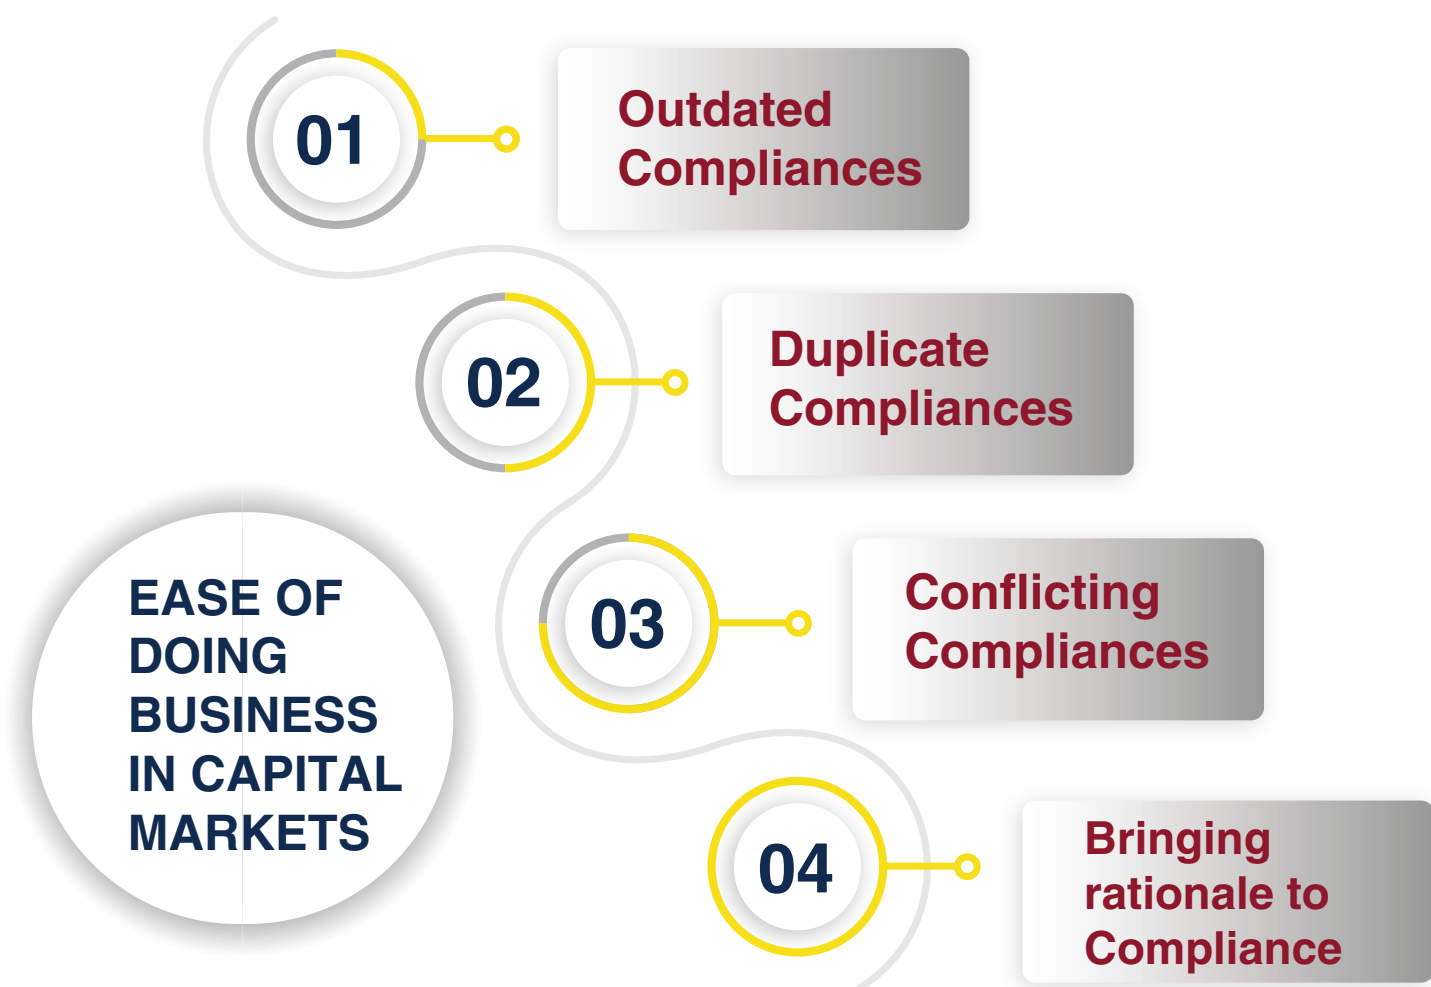 01
Outdated
Compliances
02
Duplicate
Compliances
03
Conflicting
Compliances
EASE OF
DOING
BUSINESS
IN CAPITAL
MARKETS
04
Bringing
rationale to
Compliance